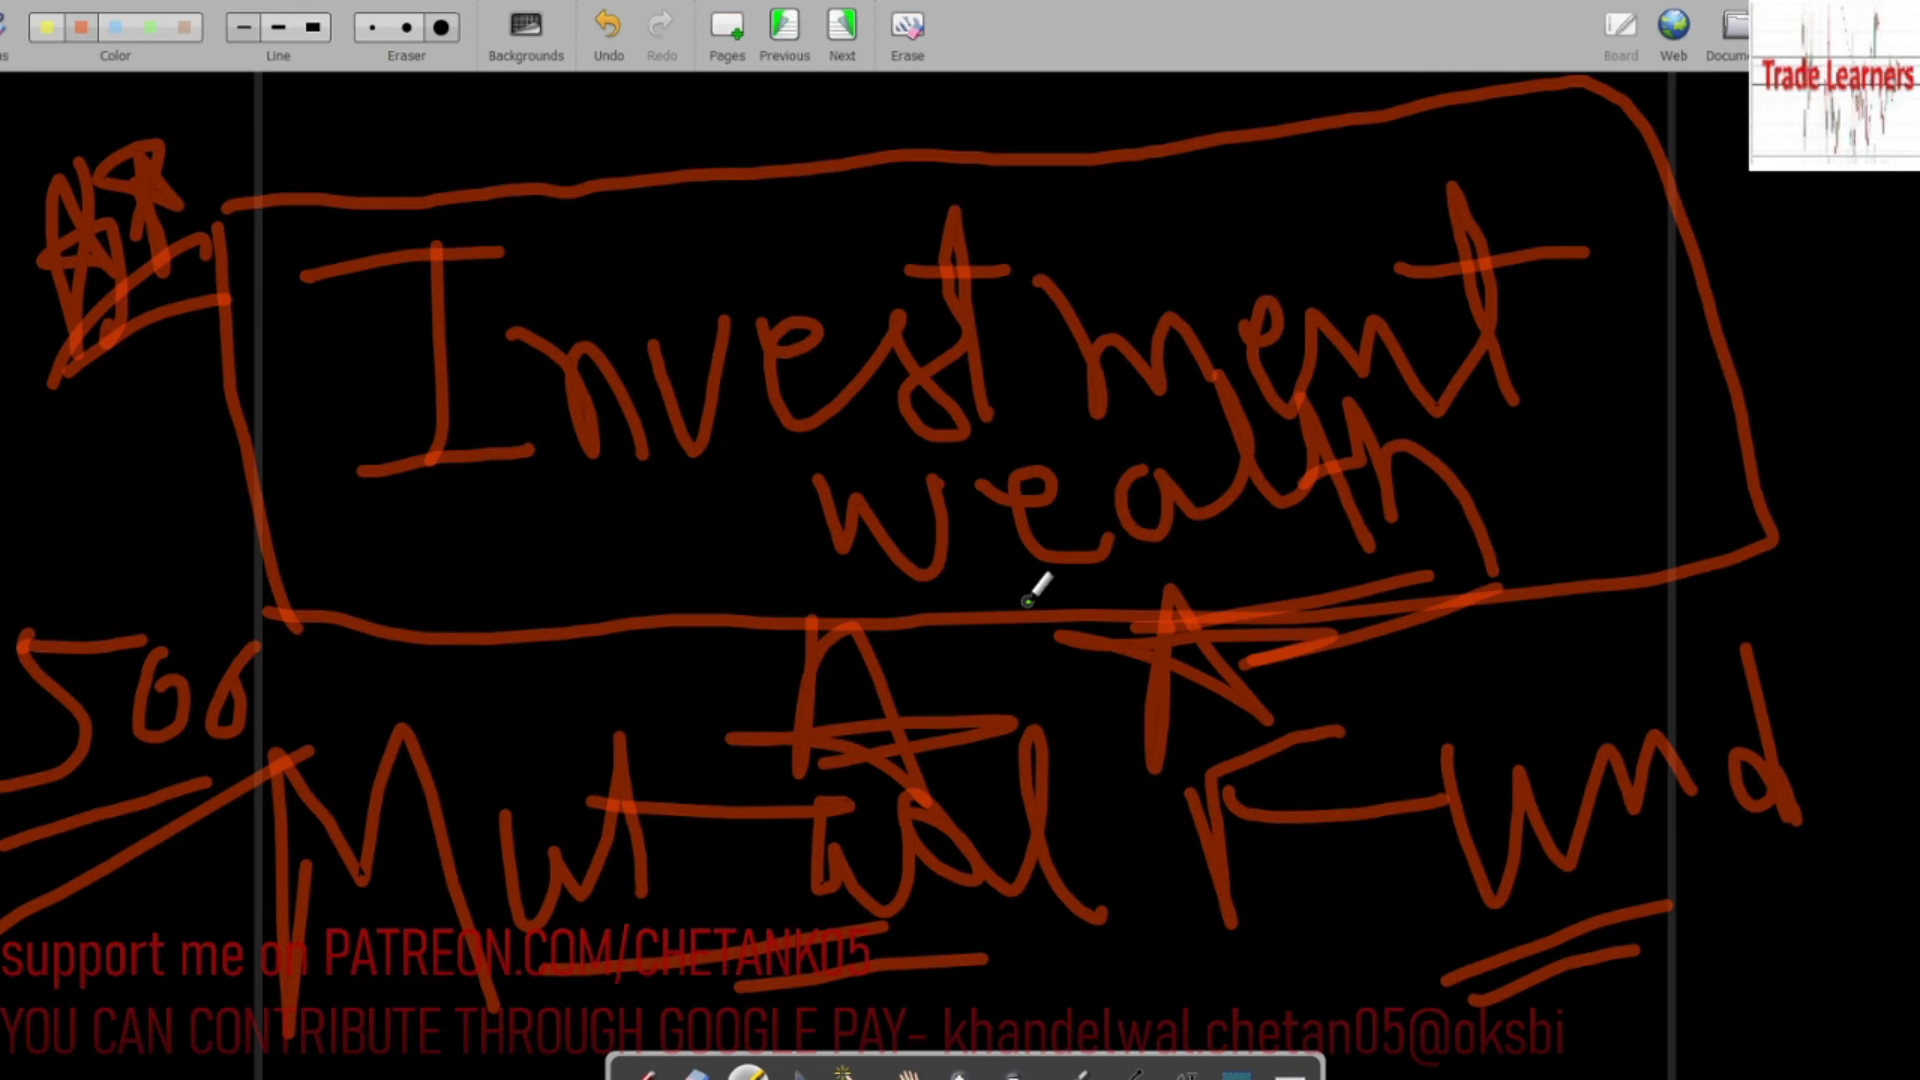 Color
Line
Eraser
Backgrounds
Undo
Redo
Pages
Previous
Next
Erase
Board
Web
Docum
Trade Learners
Investment
wealth
500
Mutual Fund
support me on PATREON.COM/CHETANK05
YOU CAN CONTRIBUTE THROUGH GOOGLE PAY- khandelwal.chetan05@oksbi